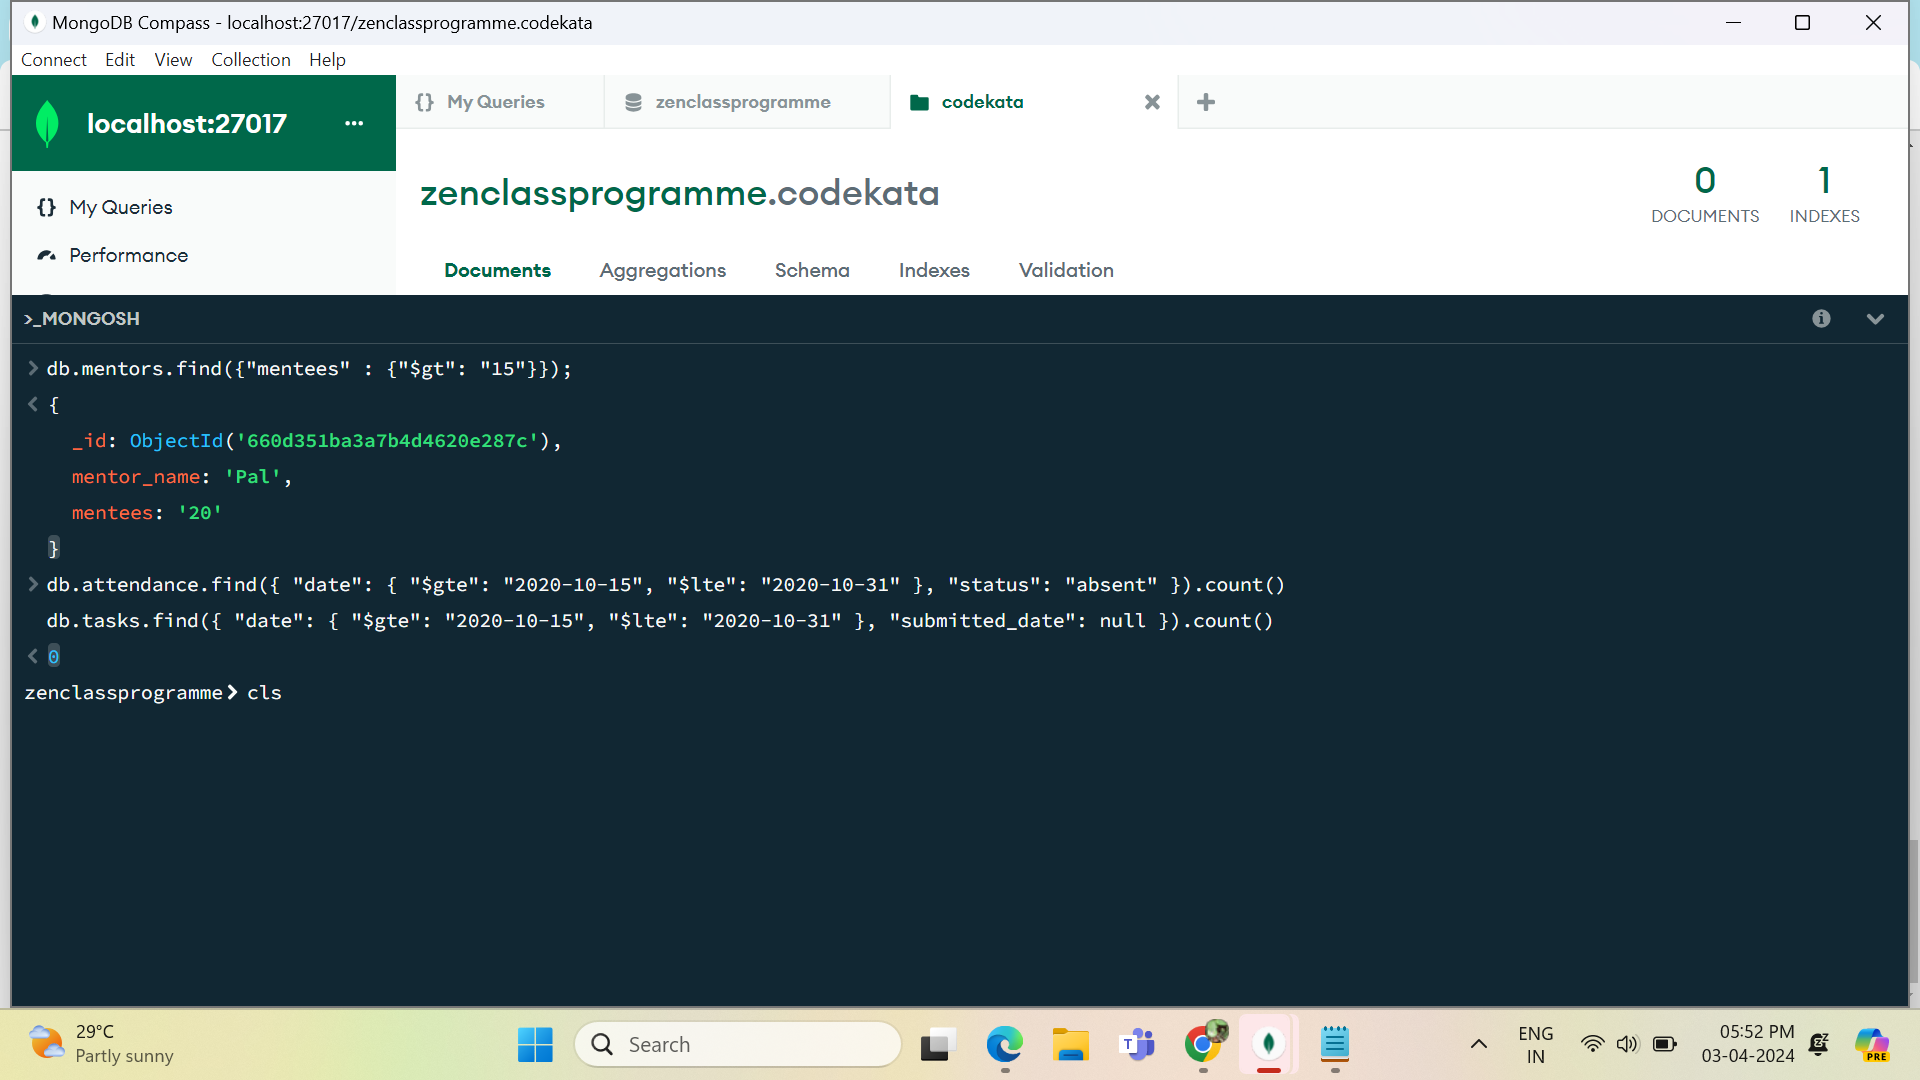 MongoDB Compass - localhost:27017/zenclassprogramme.codekata
Connect Edit View Collection Help
localhost:27017 ...
{} My Queries
zenclassprogramme
codekata
My Queries
Performance
zenclassprogramme.codekata
0
DOCUMENTS
1
INDEXES
Documents Aggregations Schema Indexes Validation
>_MONGOSH
> db.mentors.find({"mentees" : {"$gt": "15"}});
< {
_id: ObjectId('660d351ba3a7b4d4620e287c'),
mentor_name: 'Pal',
mentees: '20'
}
> db.attendance.find({ "date": { "$gte": "2020-10-15", "$lte": "2020-10-31" }, "status": "absent" }).count()
db.tasks.find({ "date": { "$gte": "2020-10-15", "$lte": "2020-10-31" }, "submitted_date": null }).count()
< 0
zenclassprogramme> cls
29°C
Partly sunny
Search
ENG
IN
05:52 PM
03-04-2024
PRE